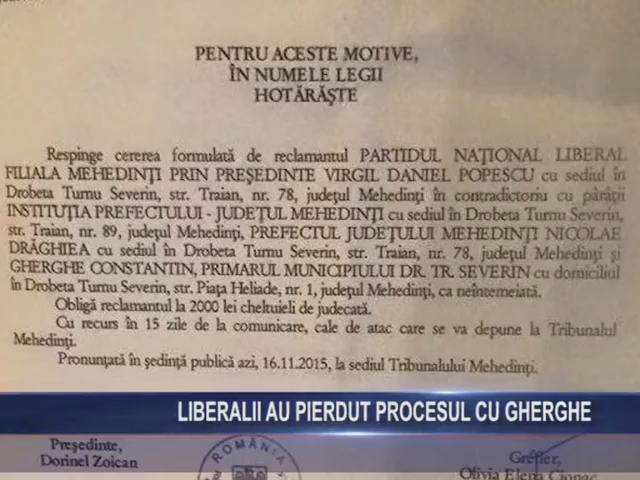 PENTRU ACESTE MOTIVE,
ÎN NUMELE LEGII
HOTĂRĂŞTE
Respinge cererea formulată de reclamantul PARTIDUL NAŢIONAL LIBERAL
FILIALA MEHEDINŢI PRIN PREŞEDINTE VIRGIL DANIEL POPESCU cu sediul în
Drobeta Turnu Severin, str. Traian, nr. 78, judeţul Mehedinţi în contradictoriu cu pârâţii
INSTITUŢIA PREFECTULUI - JUDEŢUL MEHEDINŢI cu sediul în Drobeta Turnu Severin,
str. Traian, nr. 89, judeţul Mehedinţi, PREFECTUL JUDEŢULUI MEHEDINŢI NICOLAE
DRĂGHIEA cu sediul în Drobeta Turnu Severin, str. Traian, nr. 78, judeţul Mehedinţi şi
GHERGHE CONSTANTIN, PRIMARUL MUNICIPIULUI DR. TR. SEVERIN cu domiciliul
în Drobeta Turnu Severin, str. Piaţa Heliade, nr. 1, judeţul Mehedinţi, ca neîntemeiată.
Obligă reclamantul la 2000 lei cheltuieli de judecată.
Cu recurs în 15 zile de la comunicare, cale de atac care se va depune la Tribunalul
Mehedinţi.
Pronunţată în şedinţă publică azi, 16.11.2015, la sediul Tribunalului Mehedinţi.
LIBERALII AU PIERDUT PROCESUL CU GHERGHE
Preşedinte,
Dorinel Zoican
ROMÂNIA
Grefier,
Olivia Elena